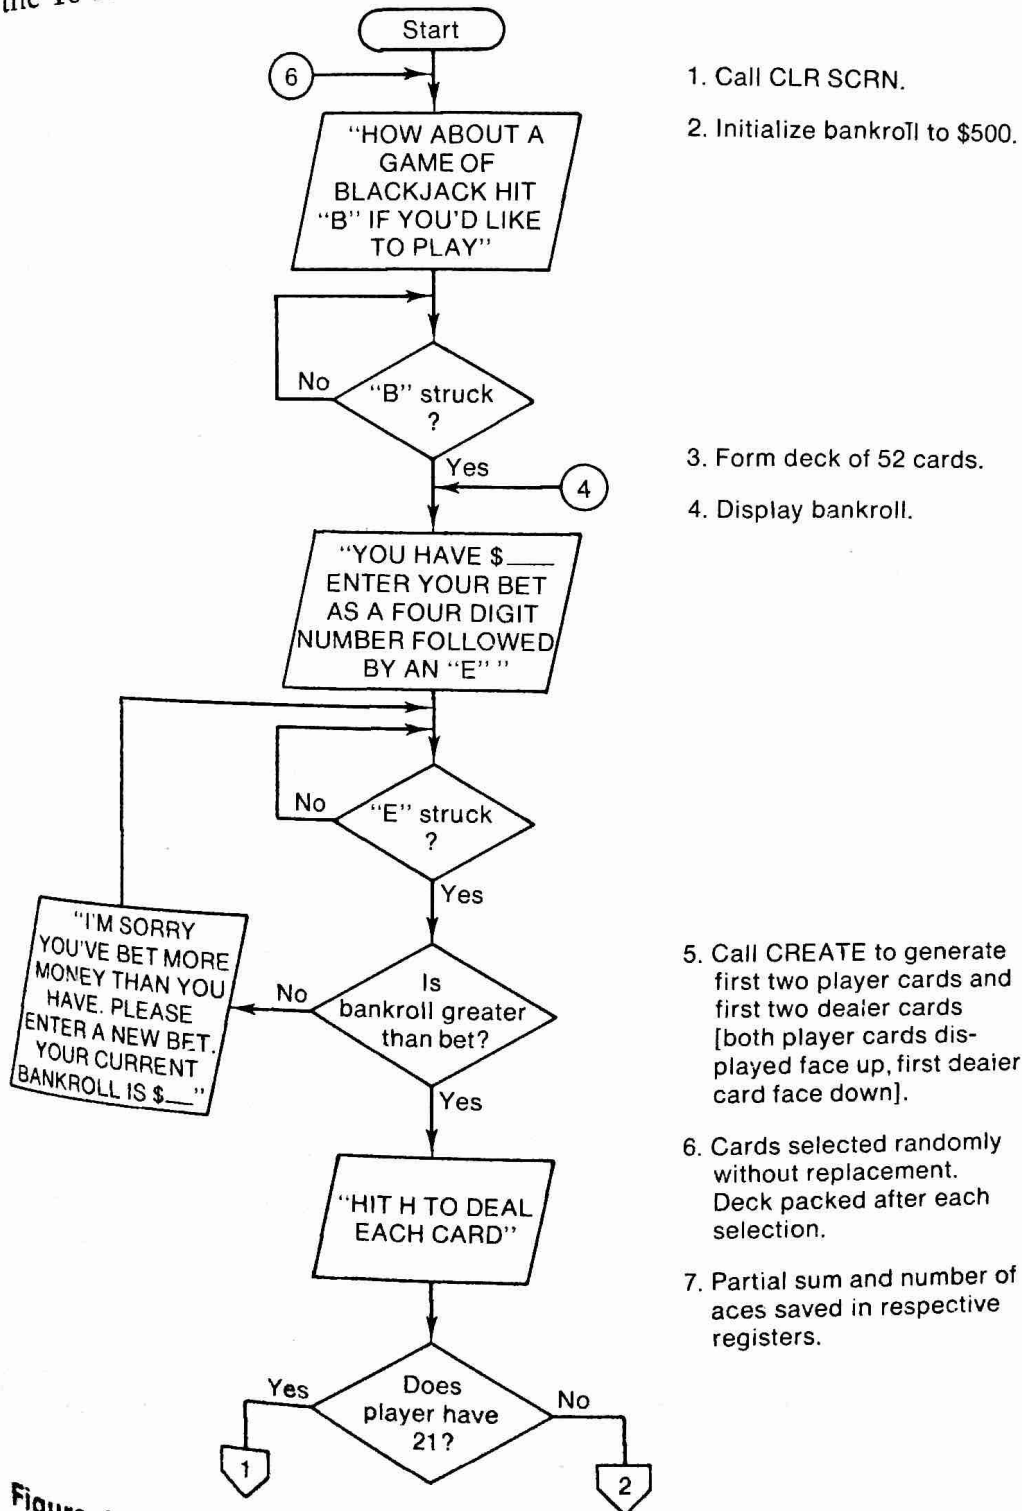 the
Start
6
1. Call CLR SCRN.
2. Initialize bankroll to $500.
“HOW ABOUT A
GAME OF
BLACKJACK HIT
“B” IF YOU’D LIKE
TO PLAY”
No
“B” struck
?
Yes
4
3. Form deck of 52 cards.
4. Display bankroll.
“YOU HAVE $____
ENTER YOUR BET
AS A FOUR DIGIT
NUMBER FOLLOWED
BY AN “E” ”
No
“E” struck
?
Yes
“I’M SORRY
YOU’VE BET MORE
MONEY THAN YOU
HAVE. PLEASE
ENTER A NEW BET.
YOUR CURRENT
BANKROLL IS $__”
No
Is
bankroll greater
than bet?
Yes
5. Call CREATE to generate
first two player cards and
first two dealer cards
[both player cards dis-
played face up, first dealer
card face down].
“HIT H TO DEAL
EACH CARD”
6. Cards selected randomly
without replacement.
Deck packed after each
selection.
7. Partial sum and number of
aces saved in respective
registers.
Yes
Does
player have
21?
No
1
2
Figure